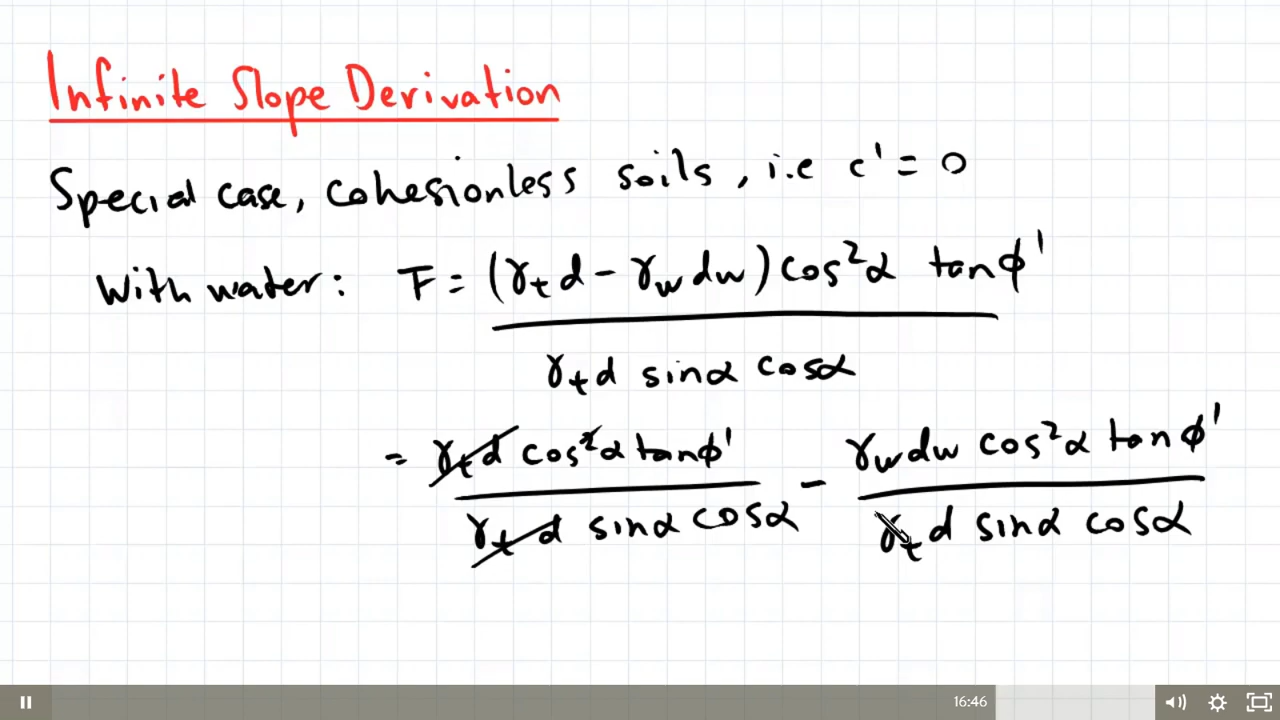 Infinite Slope Derivation
Special case, cohesionless soils, i.e c' = 0
With water: F = (γt d - γw dw) cos²α tanφ'
γt d sinα cosα
= γt d cos²α tanφ' - γw dw cos²α tanφ'
γt d sinα cosα γt d sinα cosα
16:46